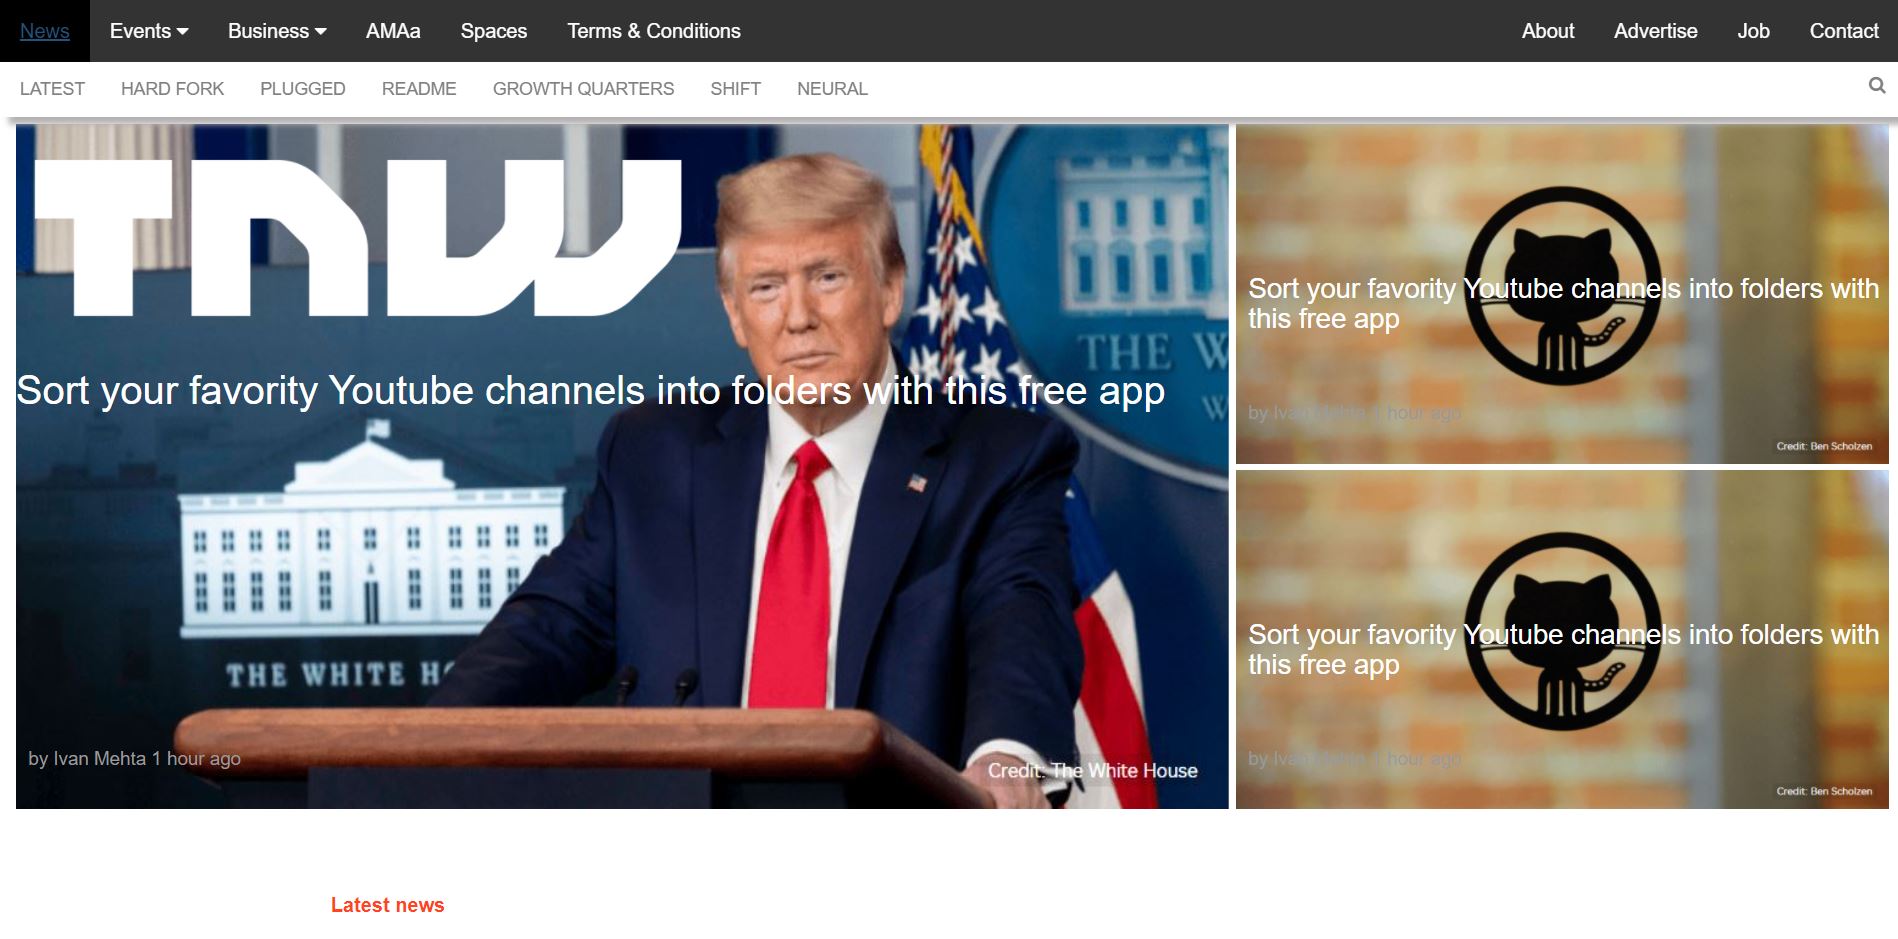 News Events Business AMAa Spaces Terms & Conditions About Advertise Job Contact
LATEST HARD FORK PLUGGED README GROWTH QUARTERS SHIFT NEURAL
TNW
THE W
W
Sort your favority Youtube channels into folders with this free app
THE WHITE HO
by Ivan Mehta 1 hour ago
Credit: The White House
Sort your favority Youtube channels into folders with
this free app
by Ivan Mehta 1 hour ago
Credit: Ben Scholzen
Sort your favority Youtube channels into folders with
this free app
by Ivan Mehta 1 hour ago
Credit: Ben Scholzen
Latest news